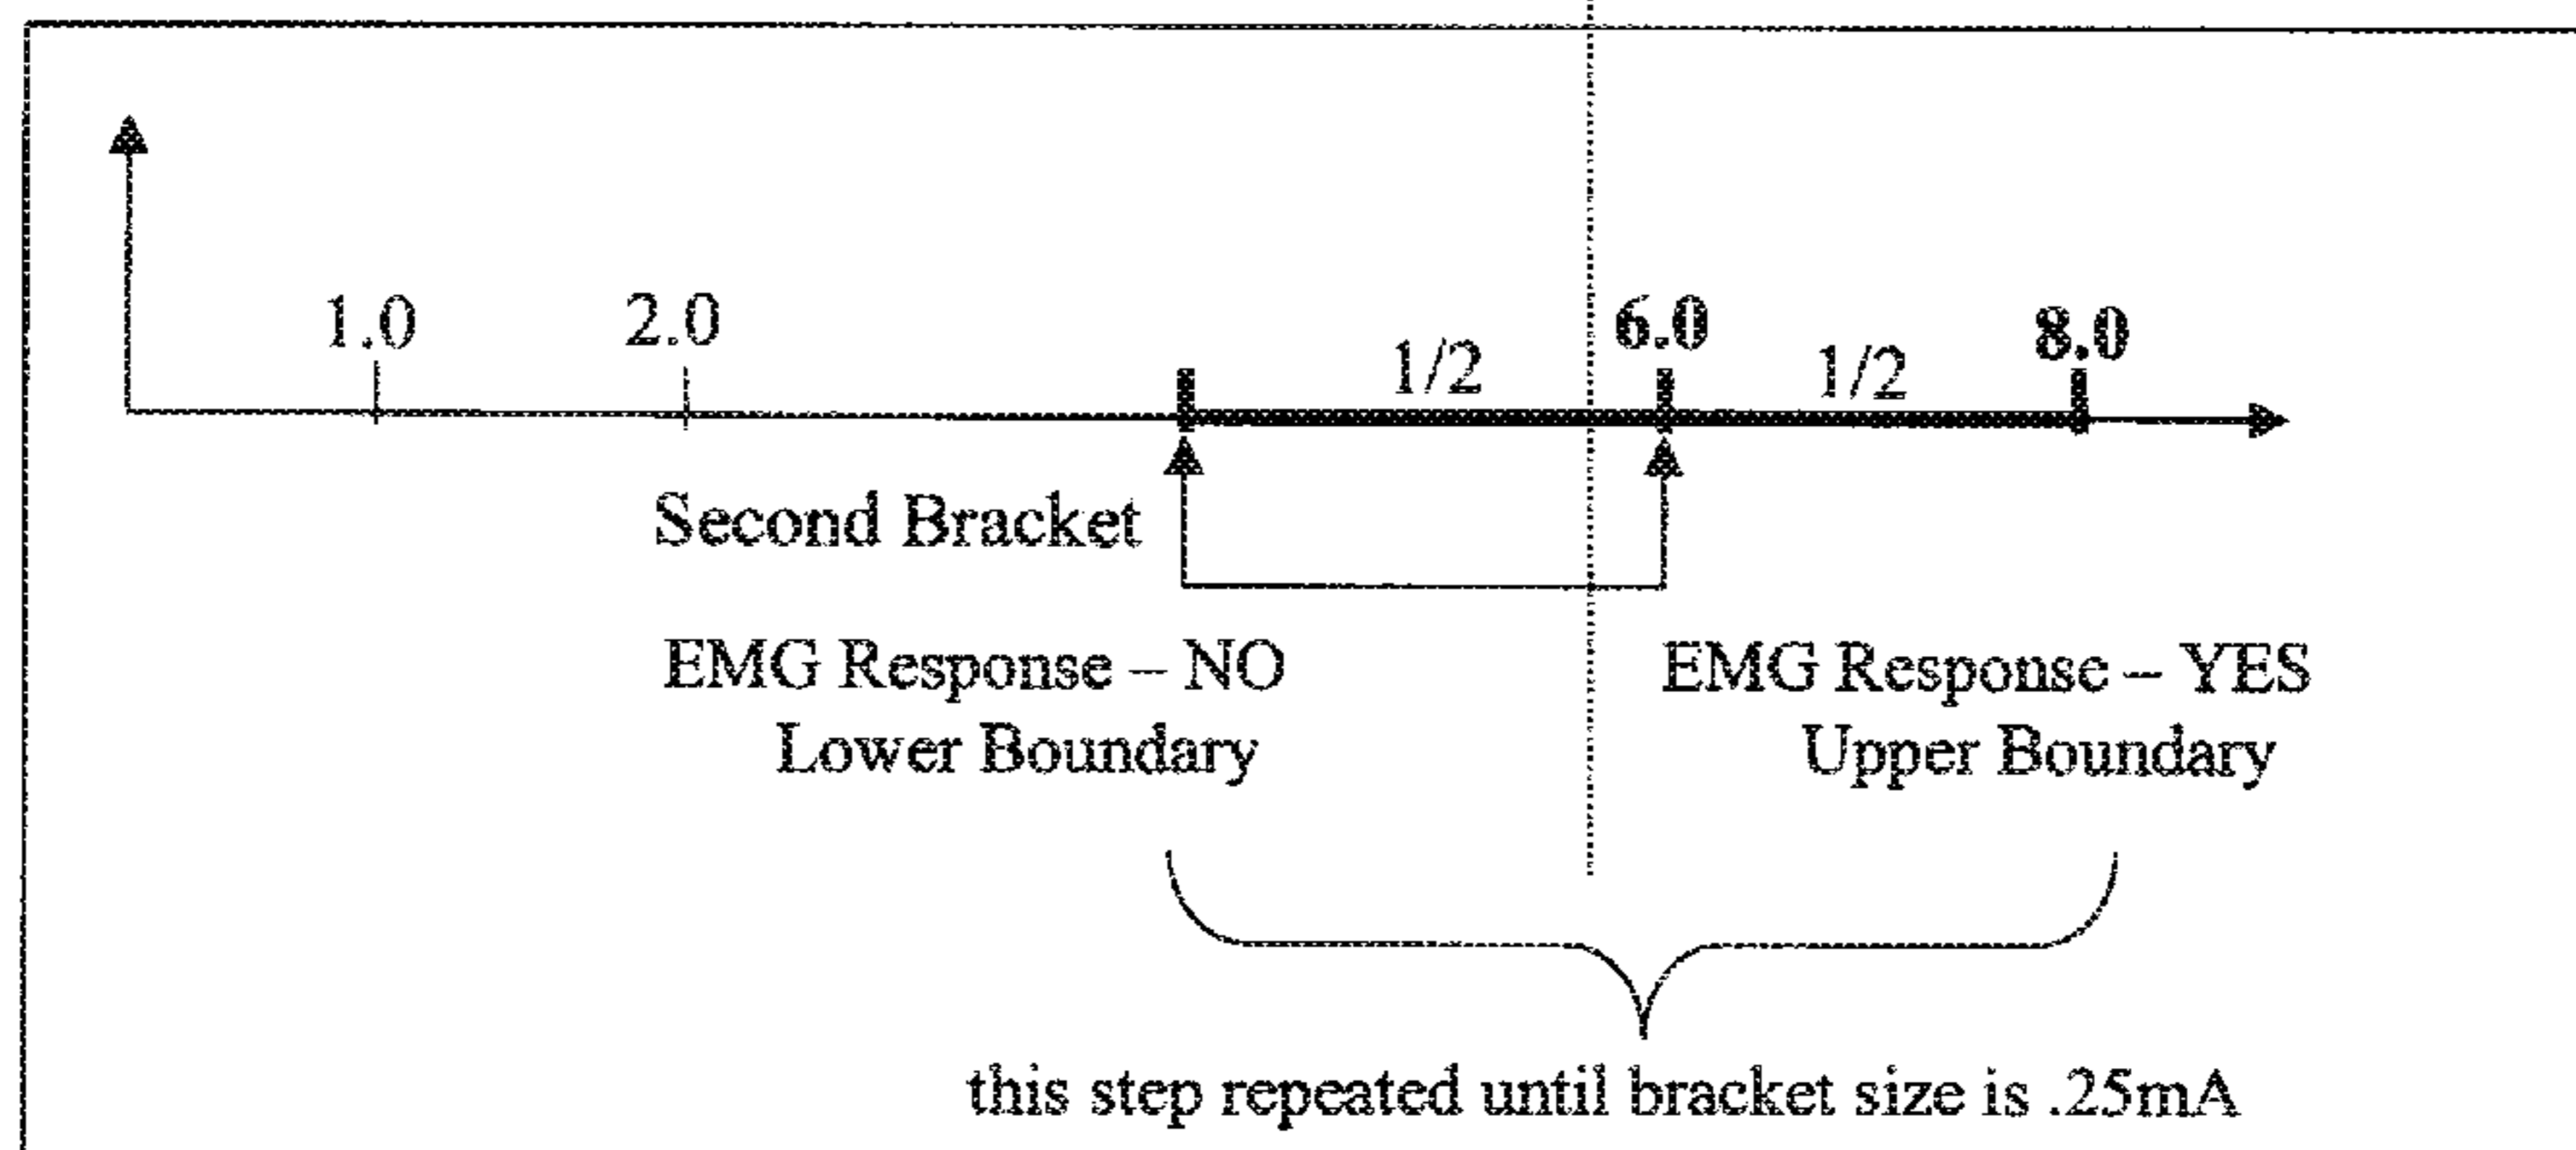 1.0 2.0 6.0 8.0
1/2 1/2
Second Bracket
EMG Response – NO
Lower Boundary
EMG Response – YES
Upper Boundary
this step repeated until bracket size is .25mA